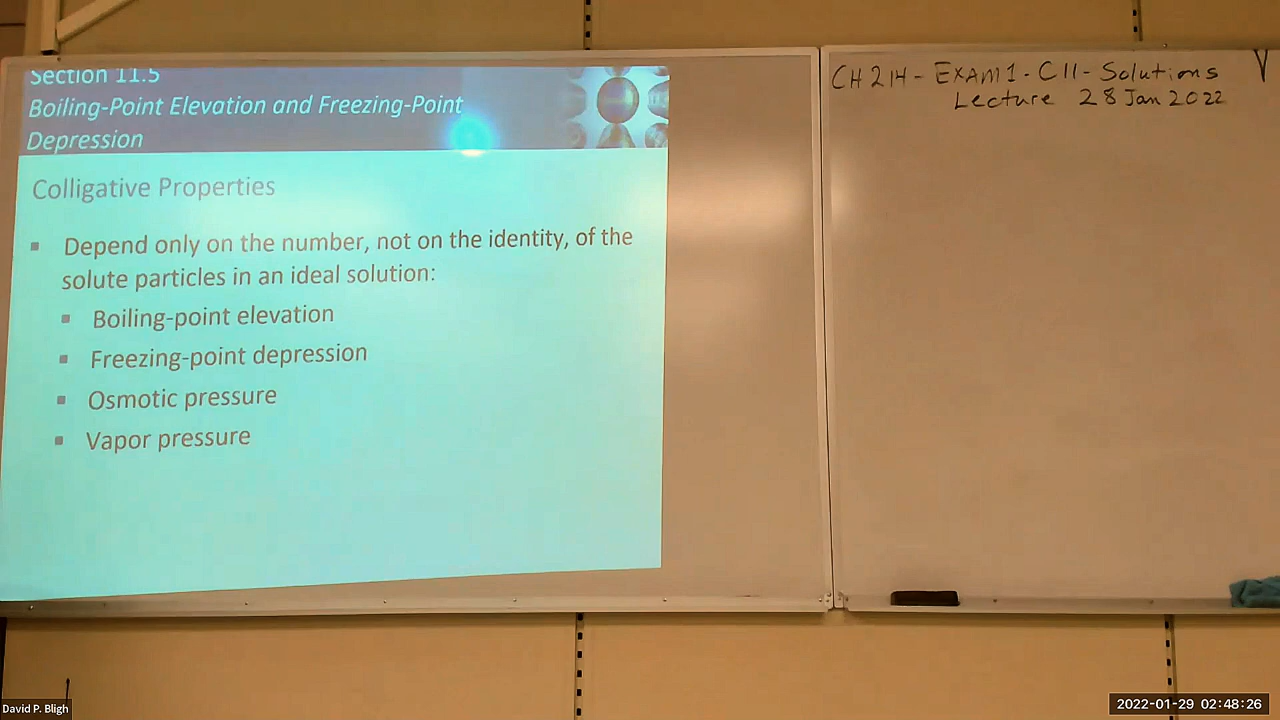 Section 11.5
Boiling-Point Elevation and Freezing-Point
Depression
Colligative Properties
▪ Depend only on the number, not on the identity, of the
solute particles in an ideal solution:
▪ Boiling-point elevation
▪ Freezing-point depression
▪ Osmotic pressure
▪ Vapor pressure
CH 214 - EXAM 1 - C11 - Solutions
Lecture 28 Jan 2022
David P. Bligh
2022-01-29 02:48:26